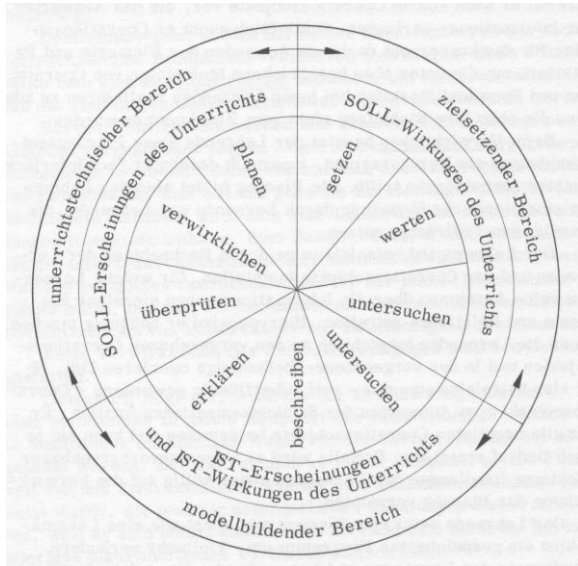 unterrichtstechnischer Bereich
zielsetzender Bereich
SOLL-Erscheinungen des Unterrichts
SOLL-Wirkungen des Unterrichts
planen
setzen
verwirklichen
werten
überprüfen
untersuchen
erklären
beschreiben
untersuchen
IST-Erscheinungen
und IST-Wirkungen des Unterrichts
modellbildender Bereich